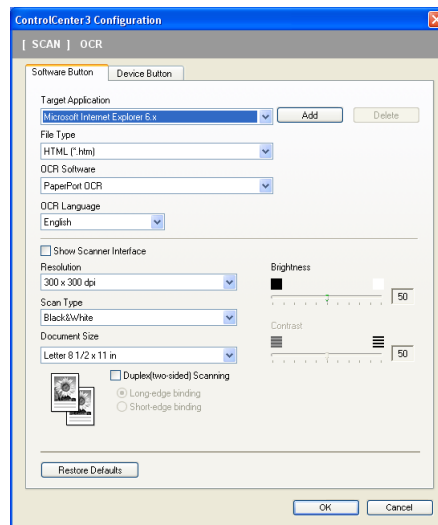 ControlCenter3 Configuration
[ SCAN ] OCR
Software Button Device Button
Target Application
Microsoft Internet Explorer 6.x Add Delete
File Type
HTML (*.htm)
OCR Software
PaperPort OCR
OCR Language
English
Show Scanner Interface
Resolution Brightness
300 x 300 dpi 50
Scan Type
Black&White
Contrast
Document Size
Letter 8 1/2 x 11 in 50
Duplex(two-sided) Scanning
Long-edge binding
Short-edge binding
Restore Defaults
OK Cancel